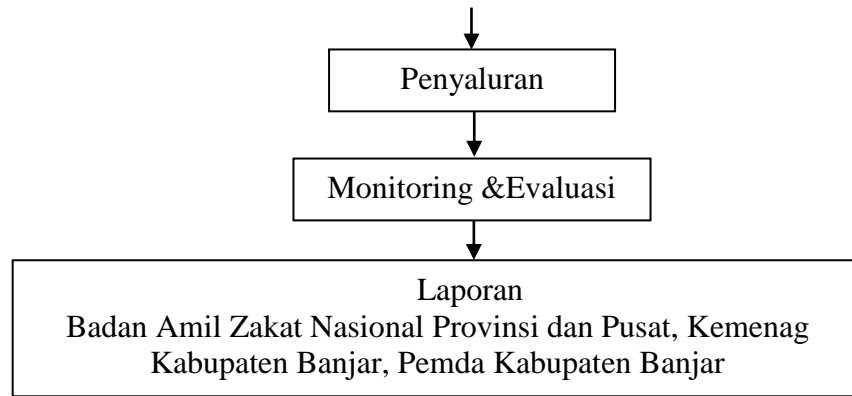 Penyaluran
Monitoring &Evaluasi
Laporan
Badan Amil Zakat Nasional Provinsi dan Pusat, Kemenag
Kabupaten Banjar, Pemda Kabupaten Banjar